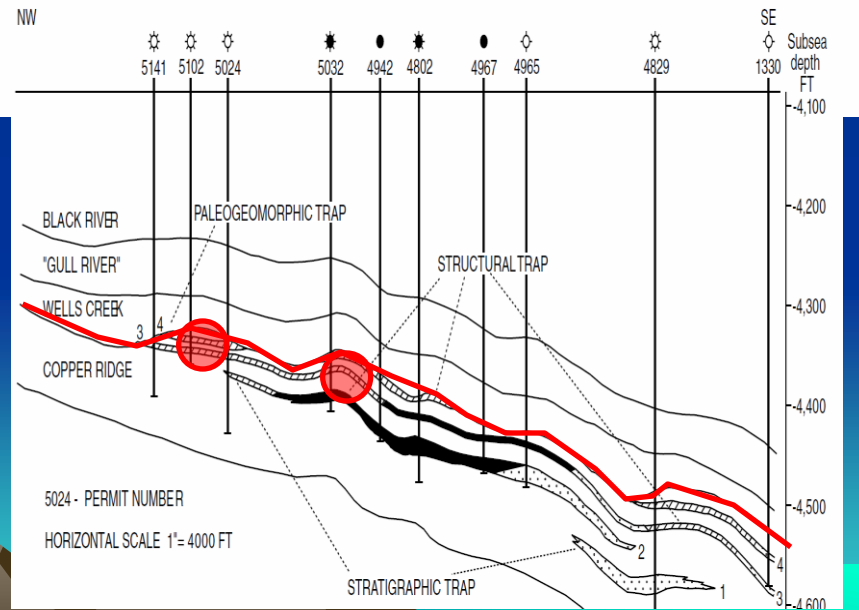 NW
SE
5141 5102 5024 5032 4942 4802 4967 4965 4829 1330
Subsea
depth
FT
-4,100
-4,200
-4,300
-4,400
-4,500
-4,600
PALEOGEOMORPHIC TRAP
BLACK RIVER
"GULL RIVER"
STRUCTURAL TRAP
WELLS CREEK
3 4
COPPER RIDGE
5024 - PERMIT NUMBER
HORIZONTAL SCALE 1"= 4000 FT
2
4
STRATIGRAPHIC TRAP
1
3